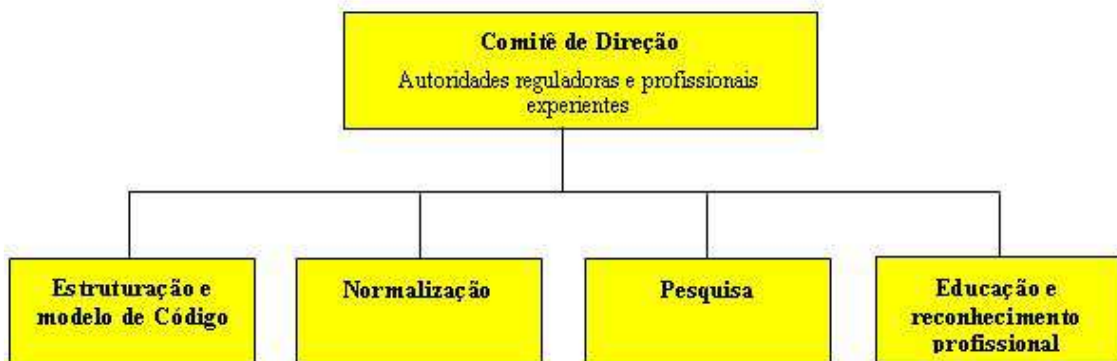 Comitê de Direção
Autoridades reguladoras e profissionais
experientes
Estruturação e
modelo de Código
Normalização
Pesquisa
Educação e
reconhecimento
profissional